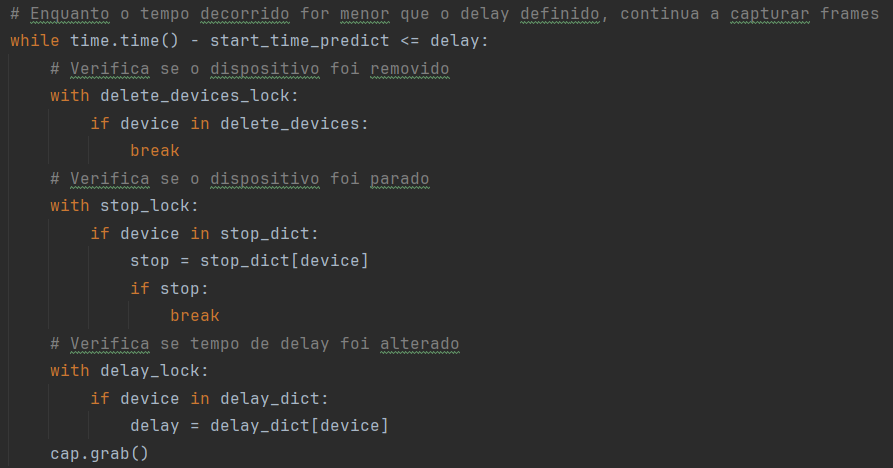 # Enquanto o tempo decorrido for menor que o delay definido, continua a capturar frames
while time.time() - start_time_predict <= delay:
    # Verifica se o dispositivo foi removido
    with delete_devices_lock:
        if device in delete_devices:
            break
    # Verifica se o dispositivo foi parado
    with stop_lock:
        if device in stop_dict:
            stop = stop_dict[device]
            if stop:
                break
    # Verifica se tempo de delay foi alterado
    with delay_lock:
        if device in delay_dict:
            delay = delay_dict[device]
    cap.grab()